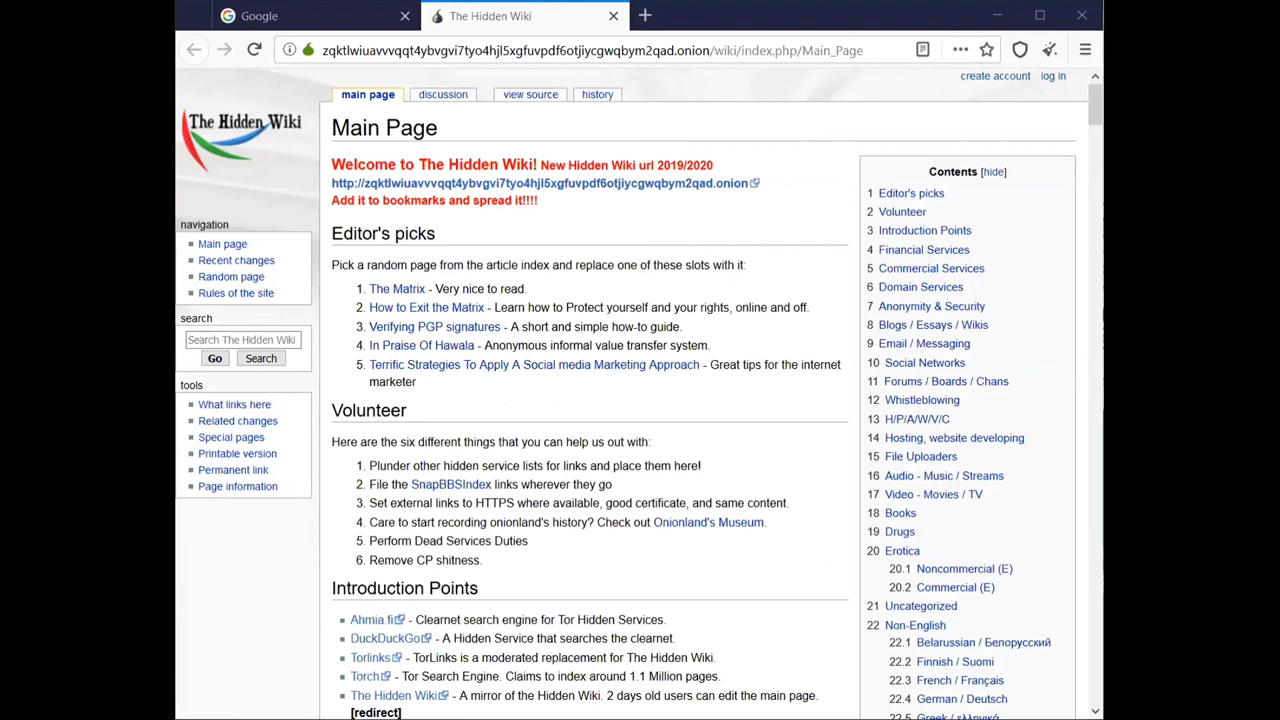 Google
The Hidden Wiki
zqktlwiuavvvqqt4ybvgvi7tyo4hjl5xgfuvpdf6otjiycgwqbym2qad.onion/wiki/index.php/Main_Page
create account log in
main page discussion view source history
The Hidden Wiki
Main Page
Welcome to The Hidden Wiki! New Hidden Wiki url 2019/2020
http://zqktlwiuavvvqqt4ybvgvi7tyo4hjl5xgfuvpdf6otjiycgwqbym2qad.onion
Add it to bookmarks and spread it!!!!
navigation
Main page
Recent changes
Random page
Rules of the site
search
Search The Hidden Wiki
Go Search
tools
What links here
Related changes
Special pages
Printable version
Permanent link
Page information
Editor's picks
Pick a random page from the article index and replace one of these slots with it:
1. The Matrix - Very nice to read.
2. How to Exit the Matrix - Learn how to Protect yourself and your rights, online and off.
3. Verifying PGP signatures - A short and simple how-to guide.
4. In Praise Of Hawala - Anonymous informal value transfer system.
5. Terrific Strategies To Apply A Social media Marketing Approach - Great tips for the internet
marketer
Volunteer
Here are the six different things that you can help us out with:
1. Plunder other hidden service lists for links and place them here!
2. File the SnapBBSIndex links wherever they go
3. Set external links to HTTPS where available, good certificate, and same content.
4. Care to start recording onionland's history? Check out Onionland's Museum.
5. Perform Dead Services Duties
6. Remove CP shitness.
Introduction Points
Ahmia.fi - Clearnet search engine for Tor Hidden Services.
DuckDuckGo - A Hidden Service that searches the clearnet.
Torlinks - TorLinks is a moderated replacement for The Hidden Wiki.
Torch - Tor Search Engine. Claims to index around 1.1 Million pages.
The Hidden Wiki - A mirror of the Hidden Wiki. 2 days old users can edit the main page.
[redirect]
Contents [hide]
1 Editor's picks
2 Volunteer
3 Introduction Points
4 Financial Services
5 Commercial Services
6 Domain Services
7 Anonymity & Security
8 Blogs / Essays / Wikis
9 Email / Messaging
10 Social Networks
11 Forums / Boards / Chans
12 Whistleblowing
13 H/P/A/W/V/C
14 Hosting, website developing
15 File Uploaders
16 Audio - Music / Streams
17 Video - Movies / TV
18 Books
19 Drugs
20 Erotica
20.1 Noncommercial (E)
20.2 Commercial (E)
21 Uncategorized
22 Non-English
22.1 Belarussian / Белорусский
22.2 Finnish / Suomi
22.3 French / Français
22.4 German / Deutsch
22.5 Greek / ελληνικά